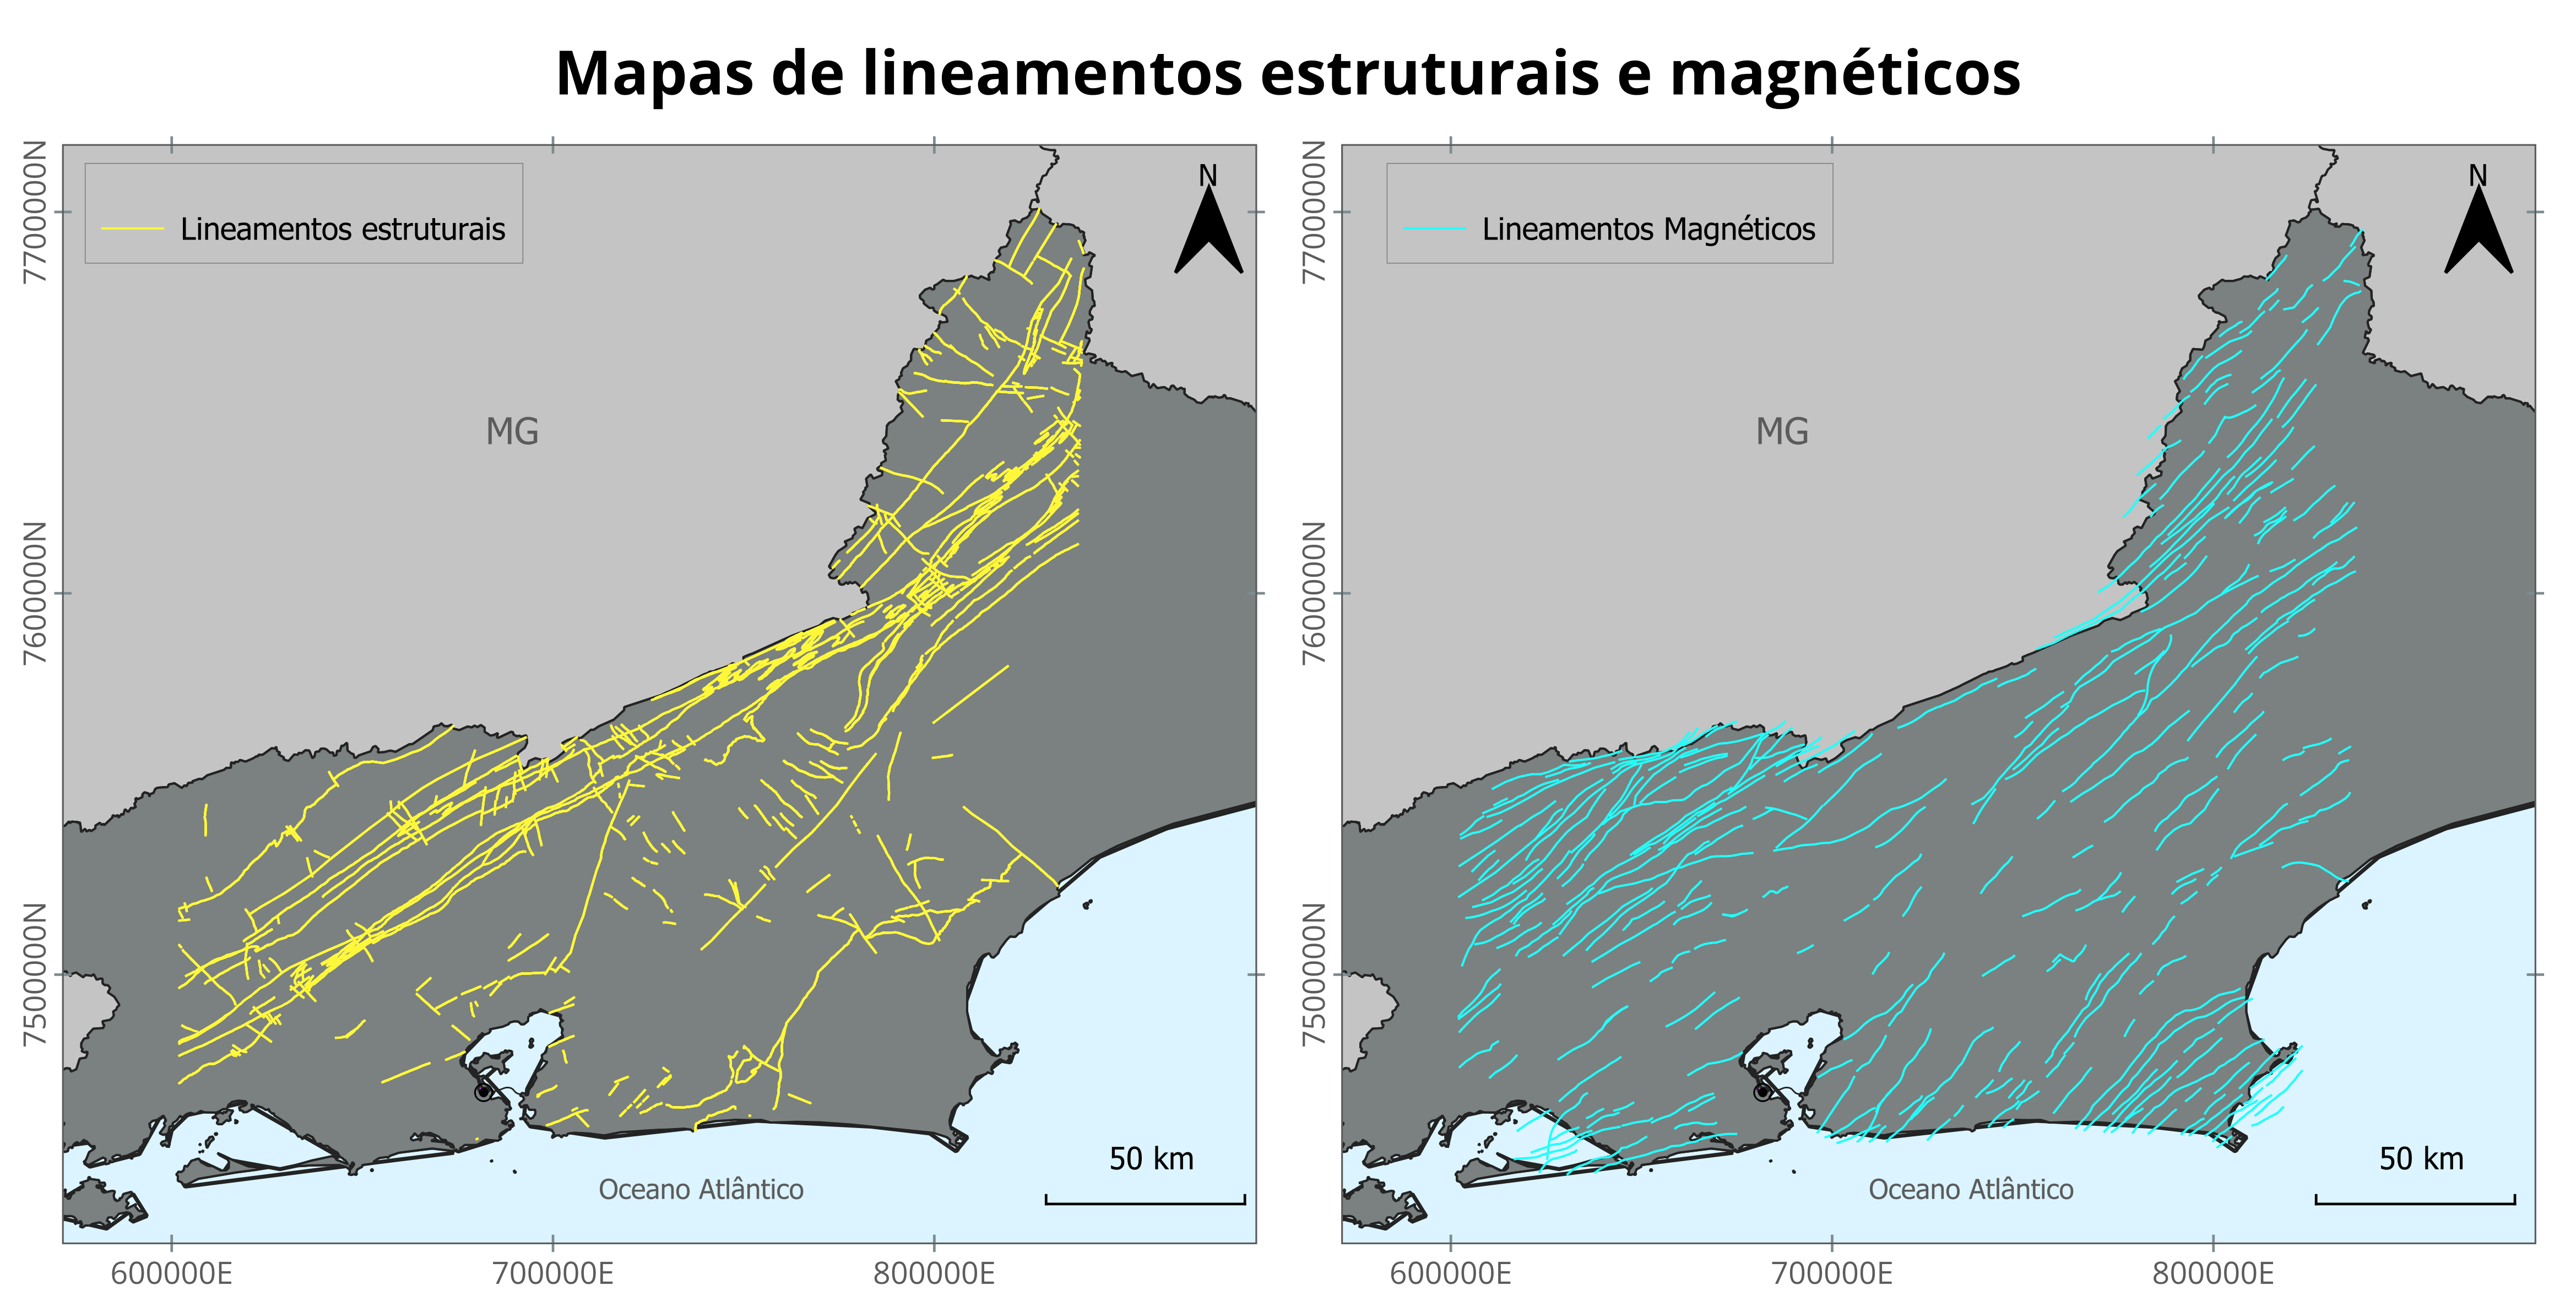 Mapas de lineamentos estruturais e magnéticos
7700000N
7600000N
7500000N
Lineamentos estruturais
N
MG
Oceano Atlântico
50 km
600000E
700000E
800000E
7700000N
7600000N
7500000N
Lineamentos Magnéticos
N
MG
Oceano Atlântico
50 km
600000E
700000E
800000E